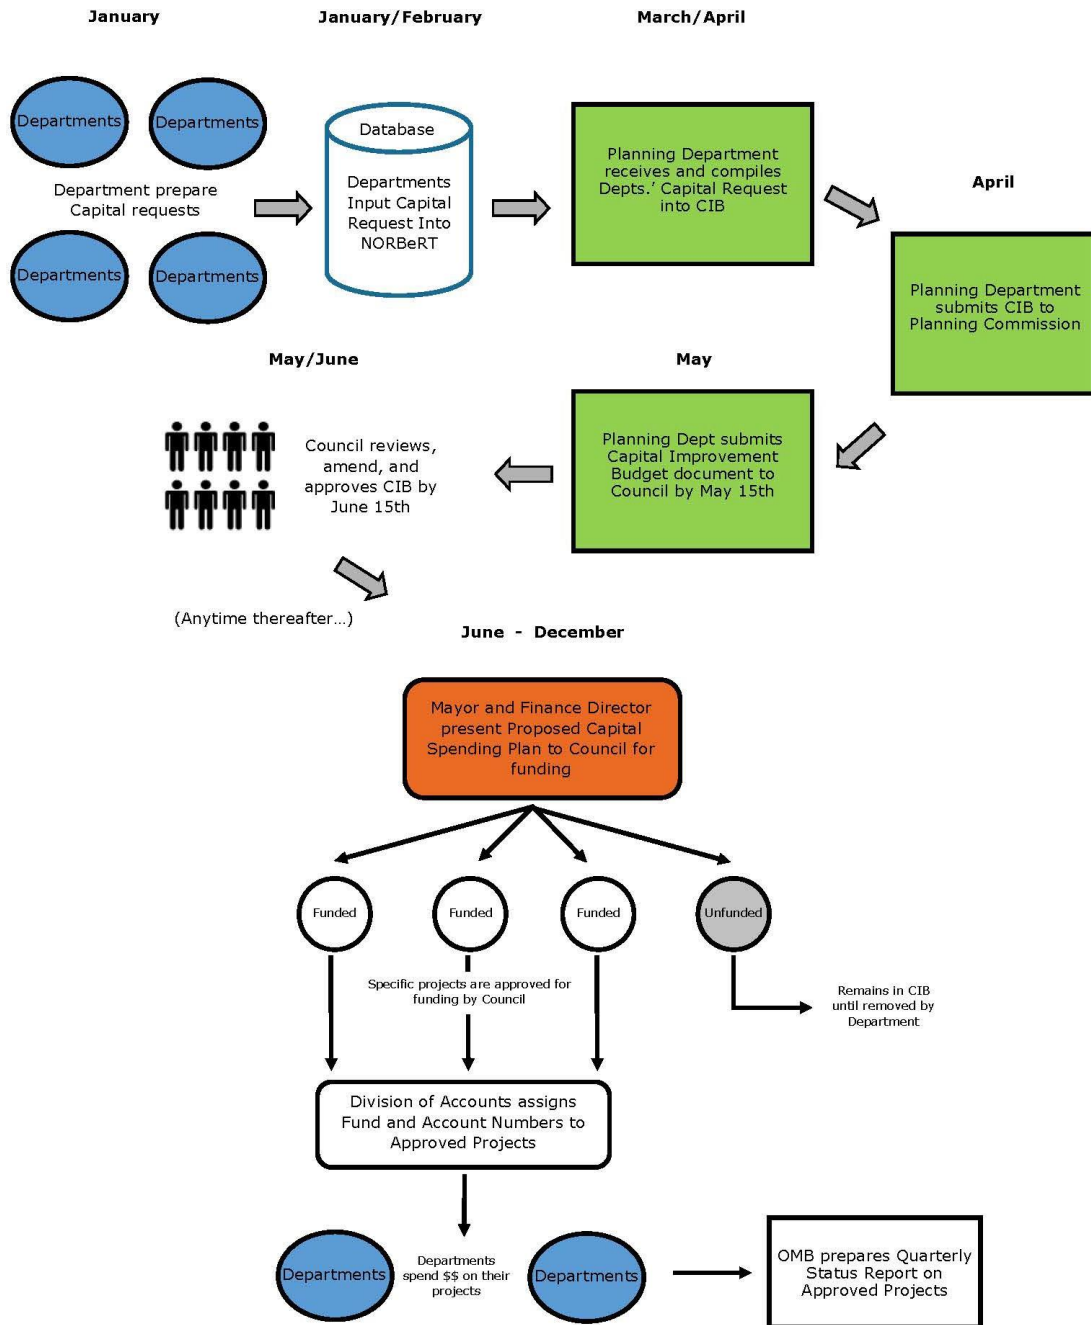 January
January/February
March/April
Departments
Departments
Department prepare
Capital requests
Departments
Departments
Database
Departments
Input Capital
Request Into
NORBeRT
Planning Department
receives and compiles
Depts.’ Capital Request
into CIB
April
Planning Department
submits CIB to
Planning Commission
May/June
May
Council reviews,
amend, and
approves CIB by
June 15th
Planning Dept submits
Capital Improvement
Budget document to
Council by May 15th
(Anytime thereafter…)
June - December
Mayor and Finance Director
present Proposed Capital
Spending Plan to Council for
funding
Funded
Funded
Funded
Unfunded
Specific projects are approved for
funding by Council
Remains in CIB
until removed by
Department
Division of Accounts assigns
Fund and Account Numbers to
Approved Projects
Departments
Departments
spend $$ on their
projects
Departments
OMB prepares Quarterly
Status Report on
Approved Projects